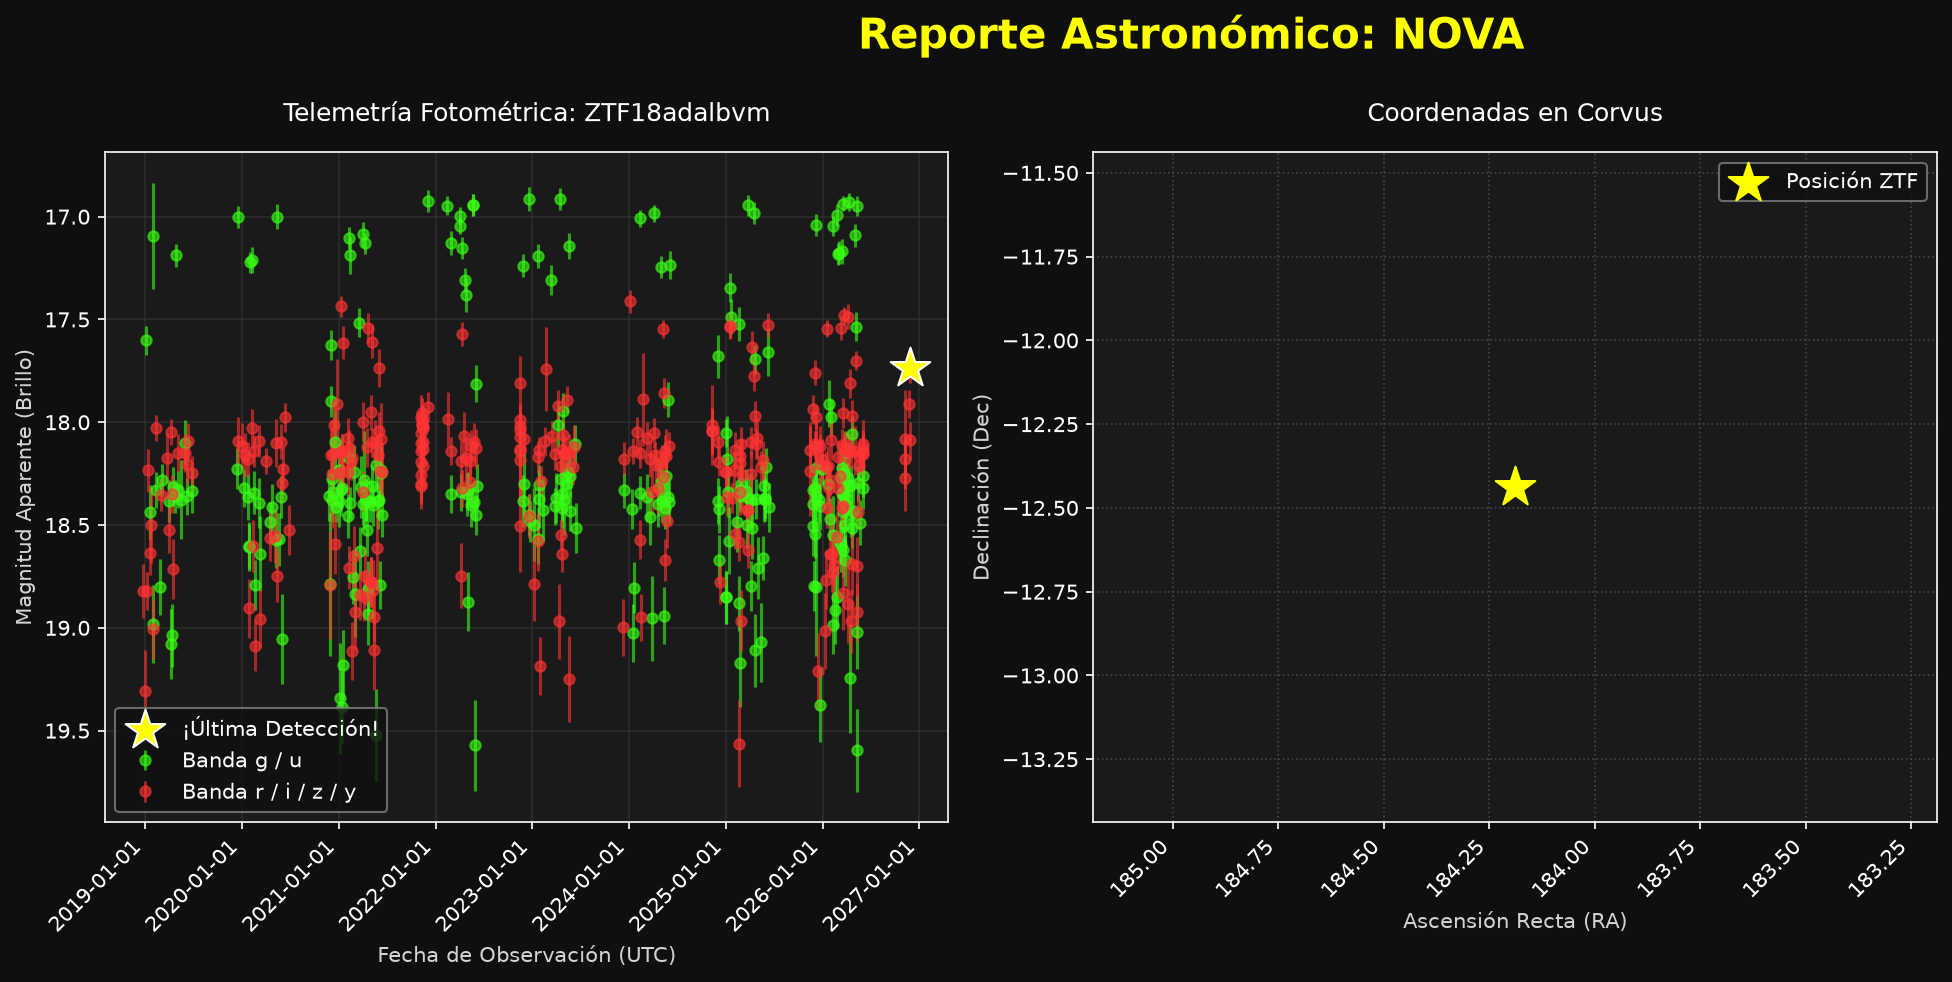 Reporte Astronómico: NOVA
Telemetría Fotométrica: ZTF18adalbvm
Magnitud Aparente (Brillo)
17.0
17.5
18.0
18.5
19.0
19.5
¡Última Detección!
Banda g / u
Banda r / i / z / y
2019-01-01
2020-01-01
2021-01-01
2022-01-01
2023-01-01
2024-01-01
2025-01-01
2026-01-01
2027-01-01
Fecha de Observación (UTC)
Coordenadas en Corvus
Declinación (Dec)
−11.50
−11.75
−12.00
−12.25
−12.50
−12.75
−13.00
−13.25
Posición ZTF
185.00
184.75
184.50
184.25
184.00
183.75
183.50
183.25
Ascensión Recta (RA)